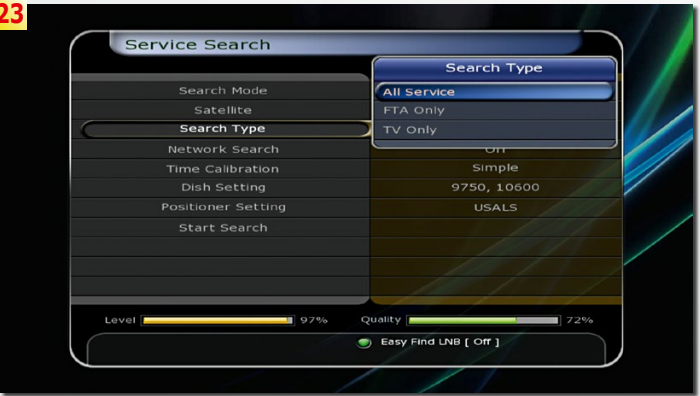 23
Service Search
Search Type
All Service
FTA Only
TV Only
Search Mode
Satellite
Search Type
Network Search Off
Time Calibration Simple
Dish Setting 9750, 10600
Positioner Setting USALS
Start Search
Level 97% Quality 72%
Easy Find LNB [ Off ]